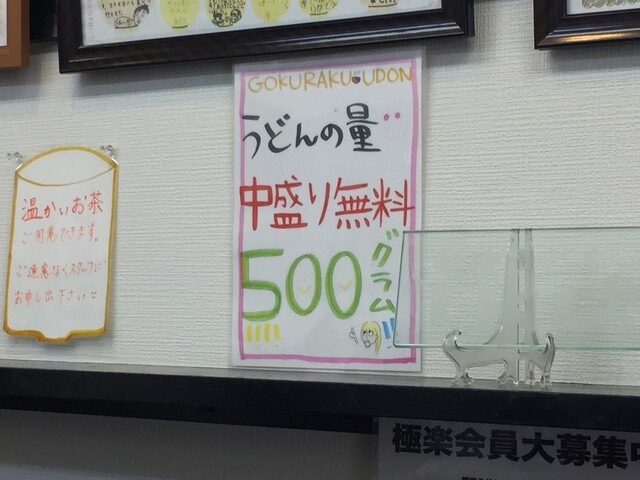 GOKURAKU UDON
うどんの量
中盛り無料
500グラム
温かいお茶
ご用意できます。
ご遠慮なくスタッフに
お申し出下さい
極楽会員大募集中